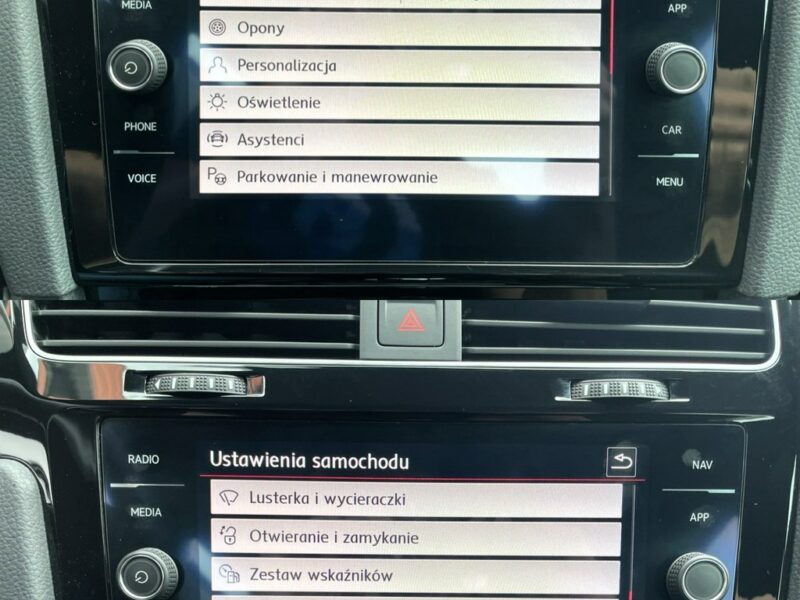 MEDIA
APP
Opony
Personalizacja
Oświetlenie
PHONE
CAR
Asystenci
VOICE
Parkowanie i manewrowanie
MENU
RADIO
Ustawienia samochodu
NAV
Lusterka i wycieraczki
MEDIA
APP
Otwieranie i zamykanie
Zestaw wskaźników